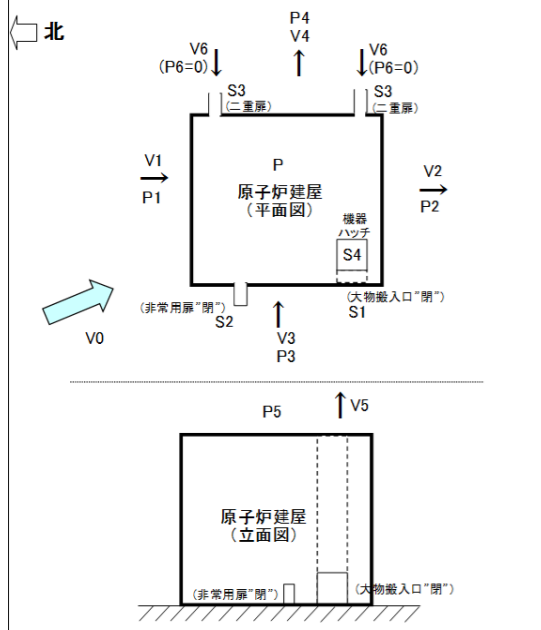 北
P4
V4
V6
(P6=0)
V6
(P6=0)
S3
(二重扉)
S3
(二重扉)
V1
P1
P
原子炉建屋
(平面図)
V2
P2
機器
ハッチ
S4
(非常用扉"閉")
S2
(大物搬入口"閉")
S1
V0
V3
P3
P5
V5
原子炉建屋
(立面図)
(非常用扉"閉")
(大物搬入口"閉")